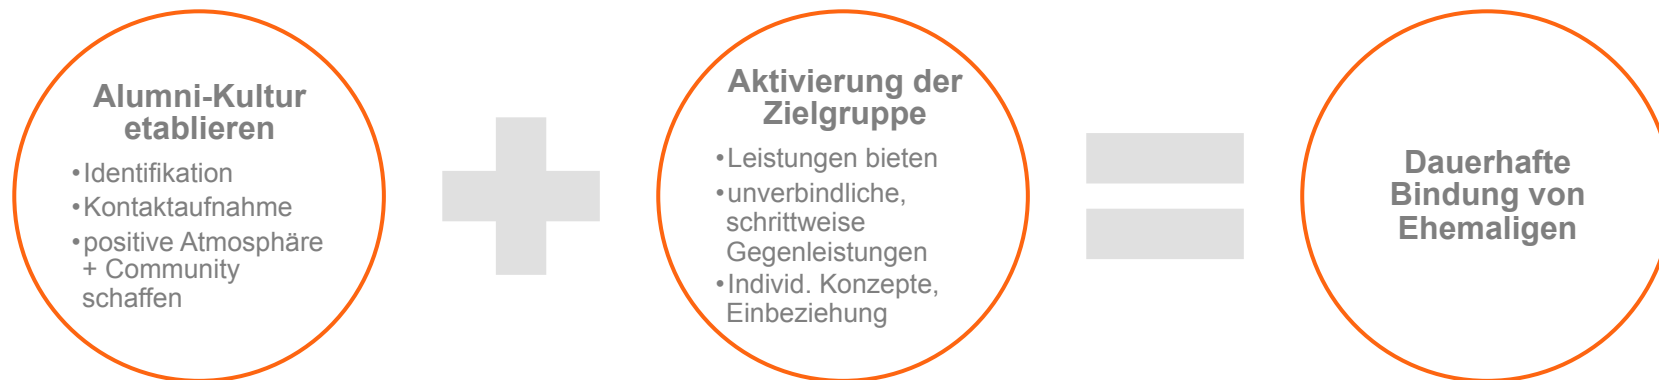 Alumni-Kultur
etablieren
•Identifikation
•Kontaktaufnahme
•positive Atmosphäre
+ Community
schaffen
Aktivierung der
Zielgruppe
•Leistungen bieten
•unverbindliche,
schrittweise
Gegenleistungen
•Individ. Konzepte,
Einbeziehung
Dauerhafte
Bindung von
Ehemaligen